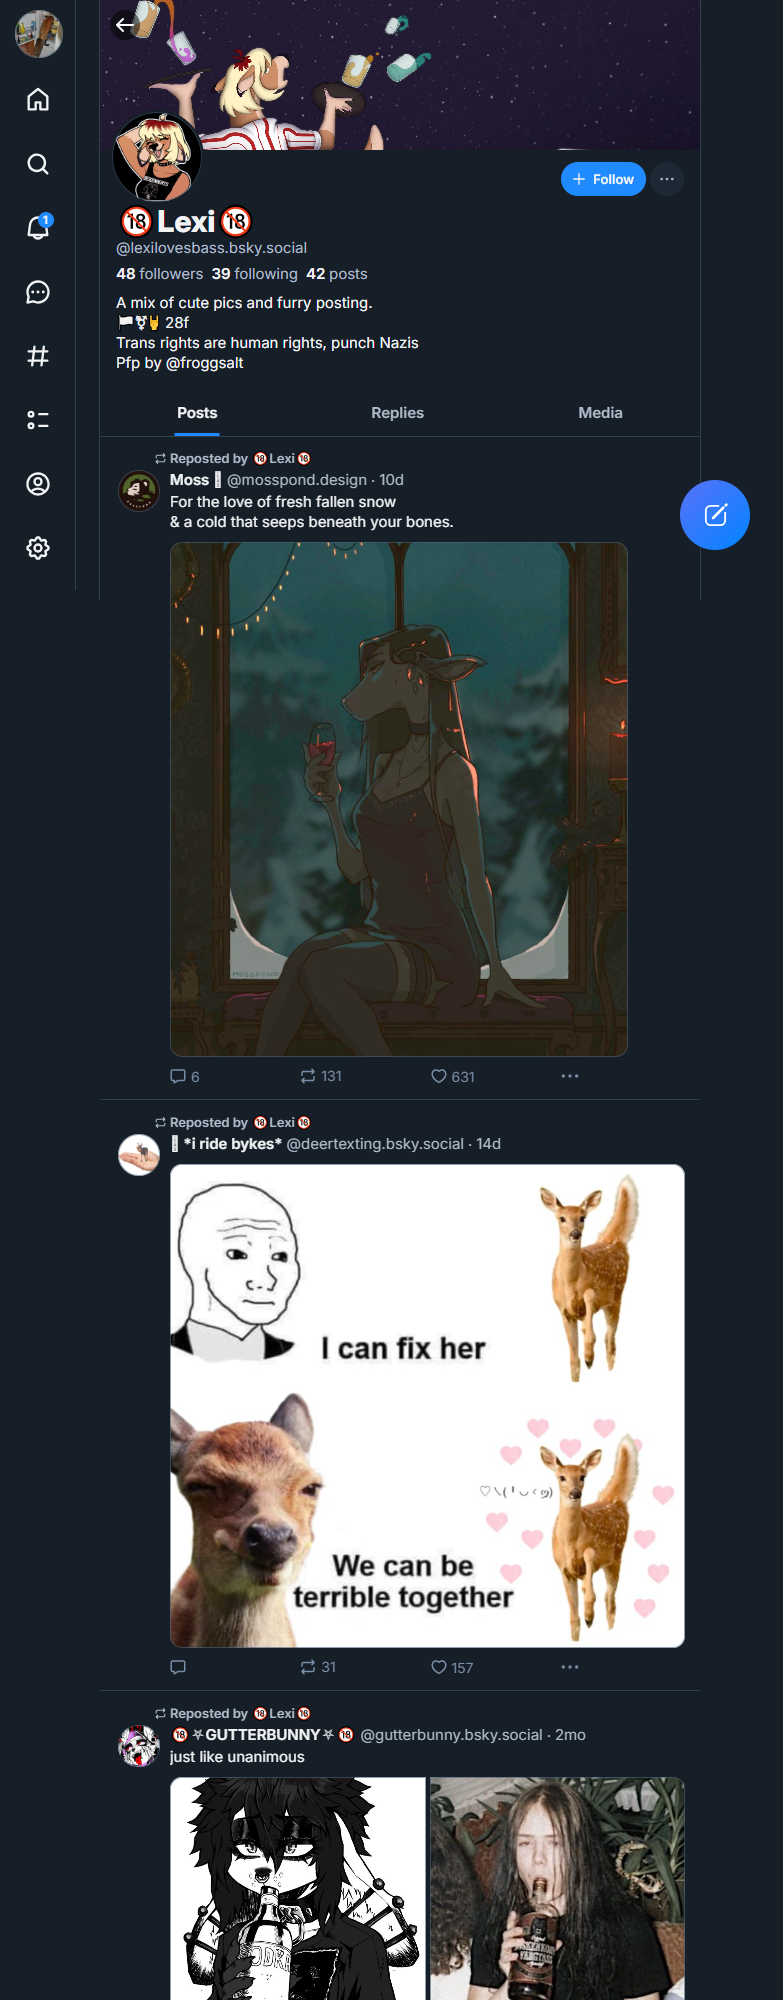 + Follow
🔞Lexi🔞
@lexilovesbass.bsky.social
48 followers 39 following 42 posts
A mix of cute pics and furry posting.
🏳️⚧🤘 28f
Trans rights are human rights, punch Nazis
Pfp by @froggsalt
Posts Replies Media
Reposted by 🔞Lexi🔞
Moss @mosspond.design · 10d
For the love of fresh fallen snow
& a cold that seeps beneath your bones.
MOSSPOND
6 131 631
Reposted by 🔞Lexi🔞
*i ride bykes* @deertexting.bsky.social · 14d
I can fix her
We can be
terrible together
31 157
Reposted by 🔞Lexi🔞
🔞⛧GUTTERBUNNY⛧🔞 @gutterbunny.bsky.social · 2mo
just like unanimous
1